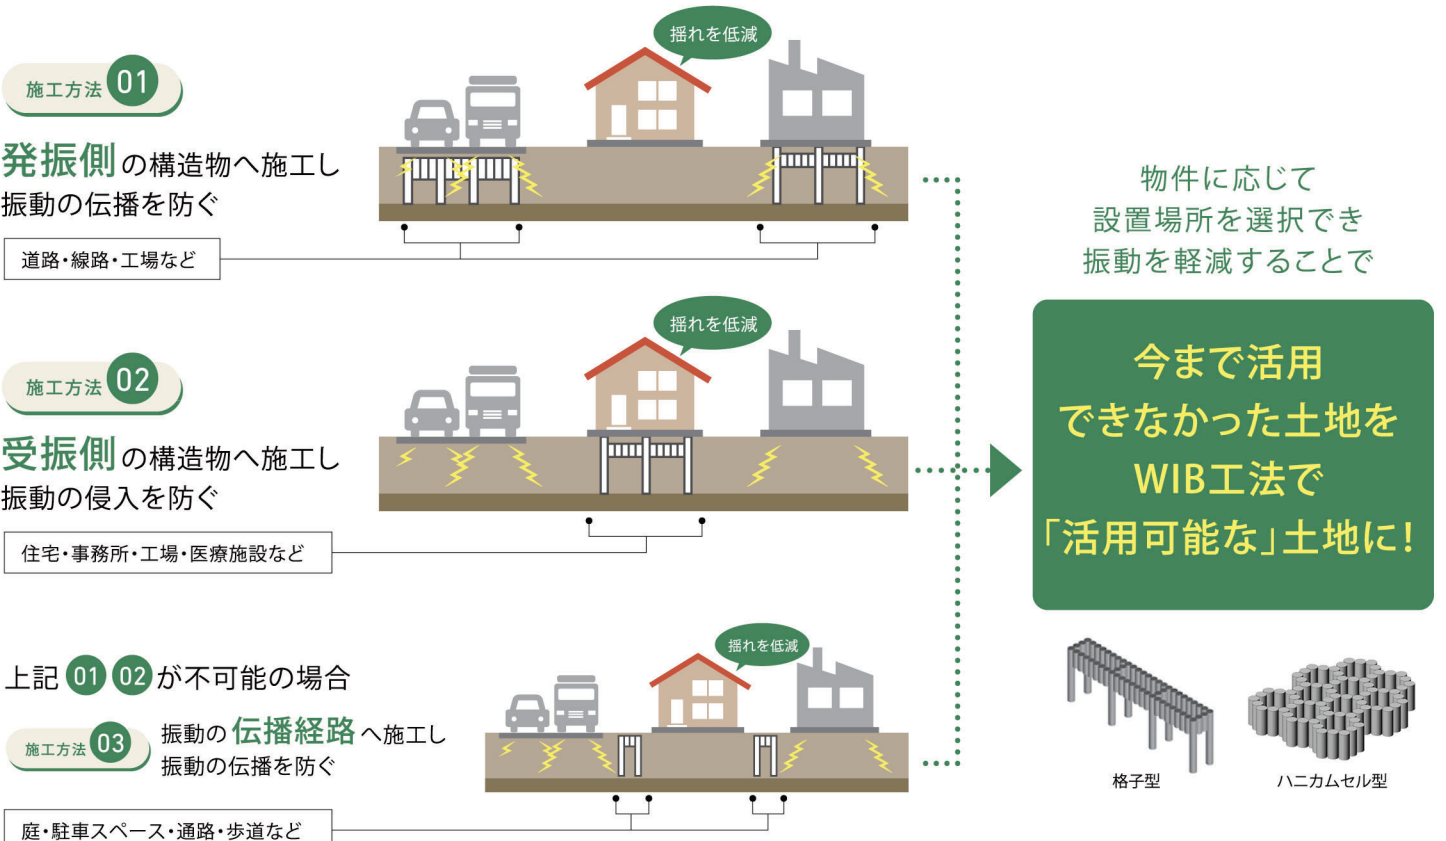 揺れを低減
施工方法 01
発振側の構造物へ施工し
振動の伝播を防ぐ
道路・線路・工場など
揺れを低減
施工方法 02
受振側の構造物へ施工し
振動の侵入を防ぐ
住宅・事務所・工場・医療施設など
揺れを低減
上記 01 02 が不可能の場合
施工方法 03
振動の伝播経路へ施工し
振動の伝播を防ぐ
庭・駐車スペース・通路・歩道など
物件に応じて
設置場所を選択でき
振動を軽減することで
今まで活用
できなかった土地を
WIB工法で
「活用可能な」土地に!
格子型
ハニカムセル型